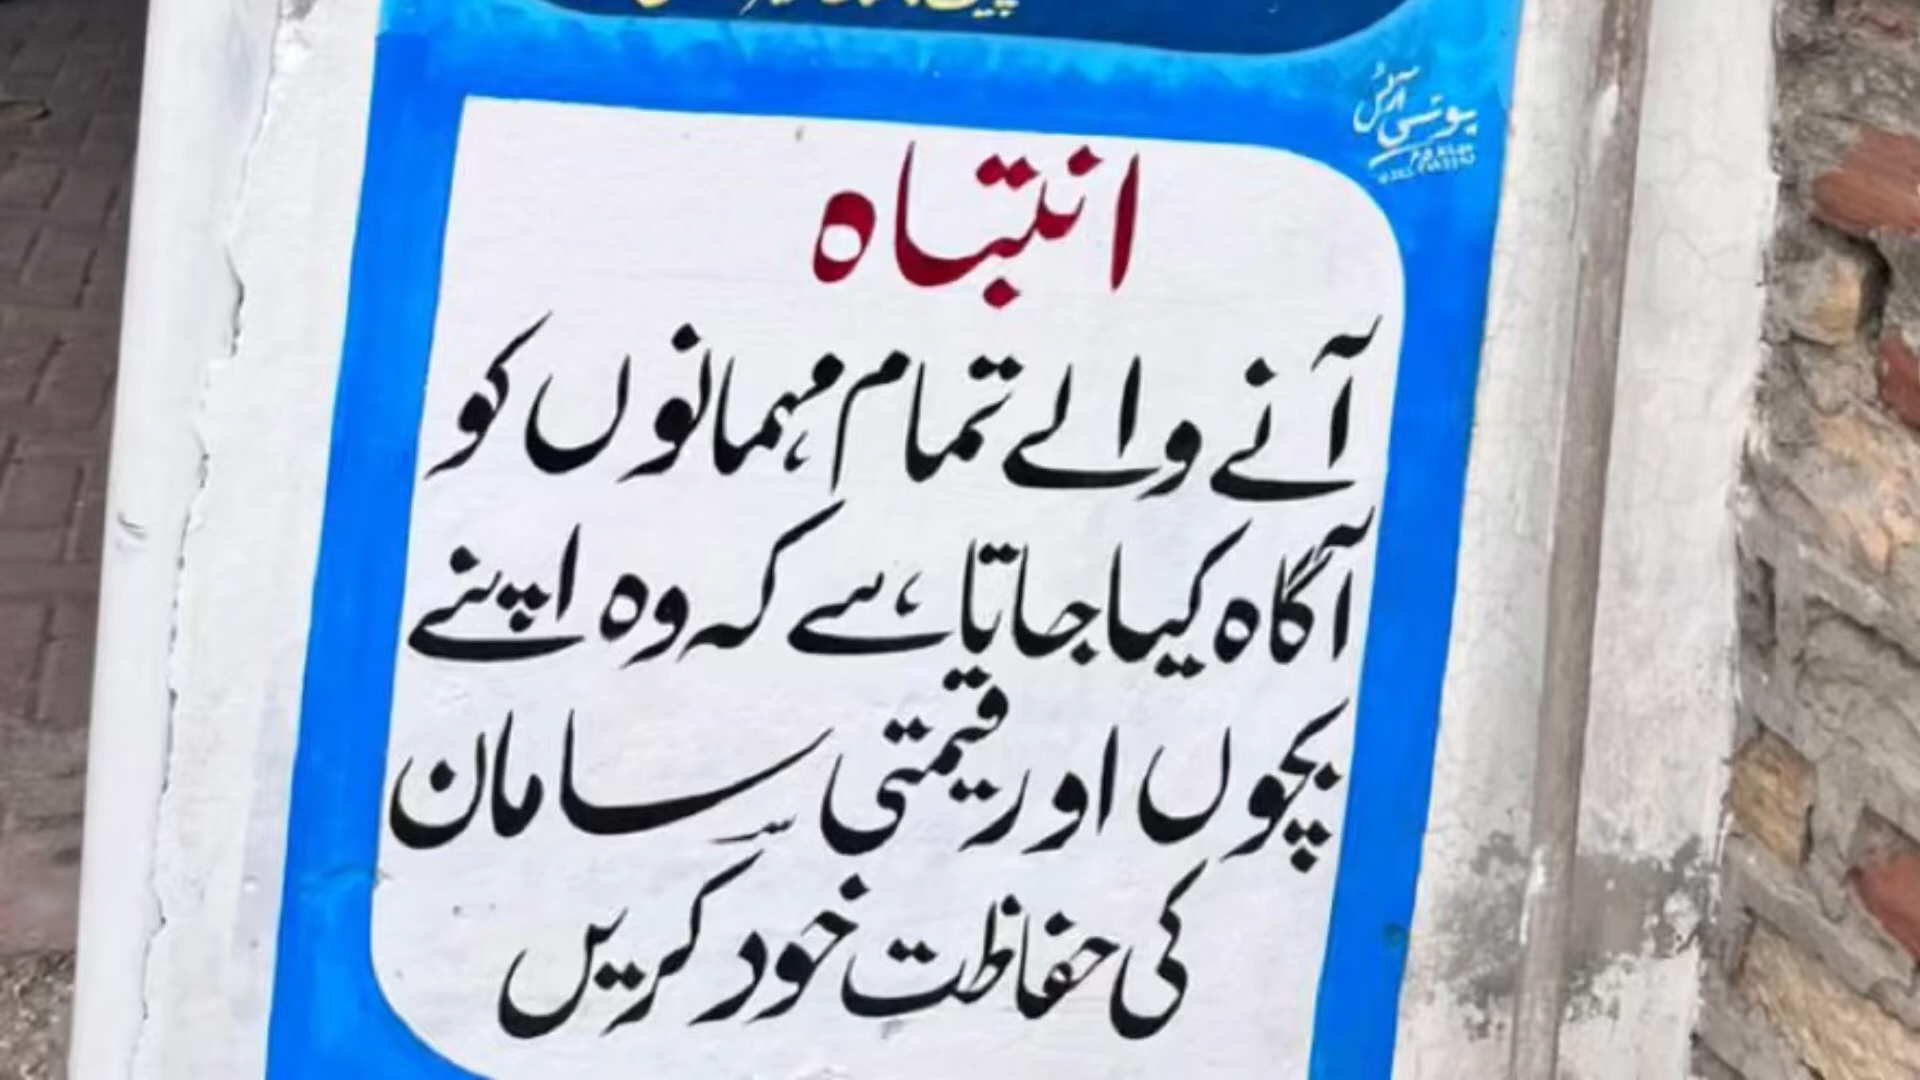 انتباہ
آنے والے تمام مہمانوں کو
آگاہ کیا جاتا ہے کہ وہ اپنے
بچوں اور قیمتی سامان
کی حفاظت خود کریں